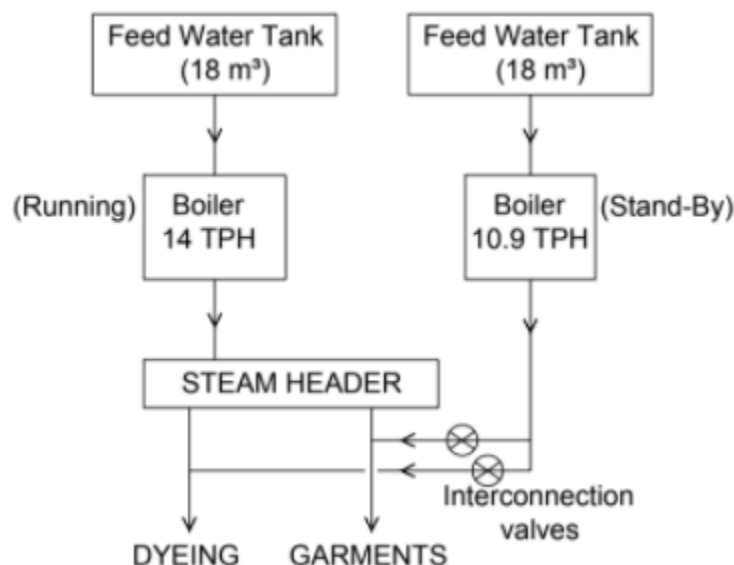 Feed Water Tank
(18 m³)
Feed Water Tank
(18 m³)
(Running)
Boiler
14 TPH
Boiler
10.9 TPH
(Stand-By)
STEAM HEADER
Interconnection
valves
DYEING
GARMENTS